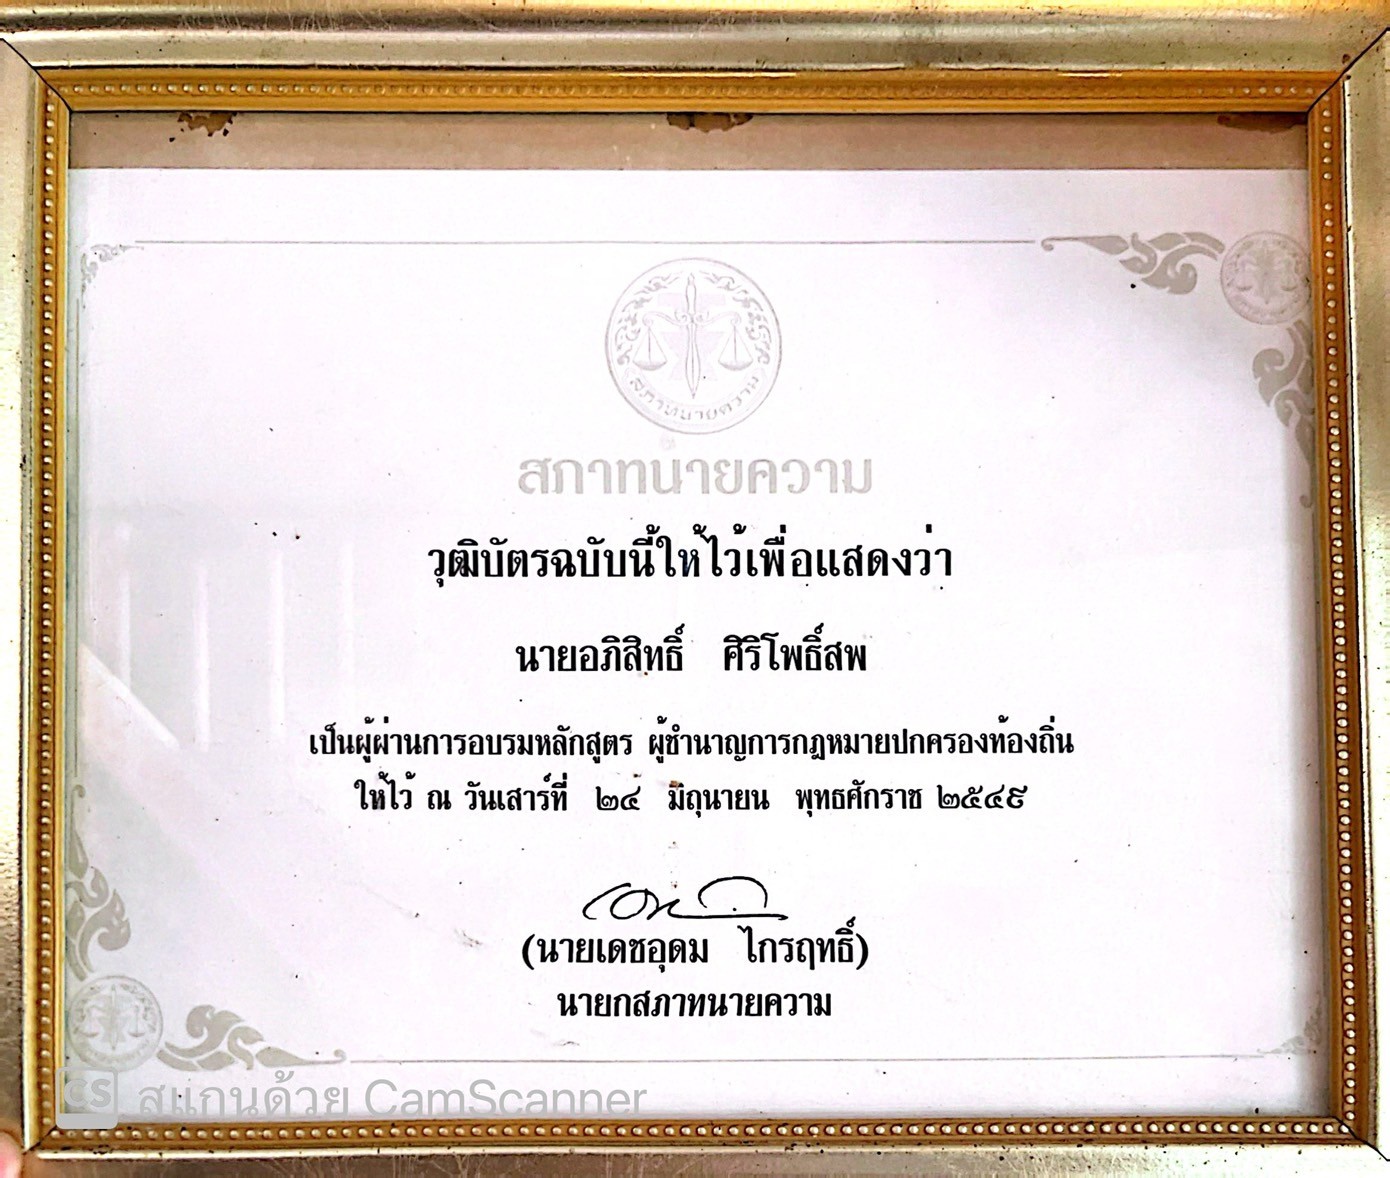 สภาทนายความ
สภาทนายความ
วุฒิบัตรฉบับนี้ให้ไว้เพื่อแสดงว่า
นายอภิสิทธิ์ ศิริโพธิ์สพ
เป็นผู้ผ่านการอบรมหลักสูตร ผู้ชำนาญการกฎหมายปกครองท้องถิ่น
ให้ไว้ ณ วันเสาร์ที่ ๒๔ มิถุนายน พุทธศักราช ๒๕๔๙
(นายเดชอุดม ไกรฤทธิ์)
นายกสภาทนายความ
CS สแกนด้วย CamScanner